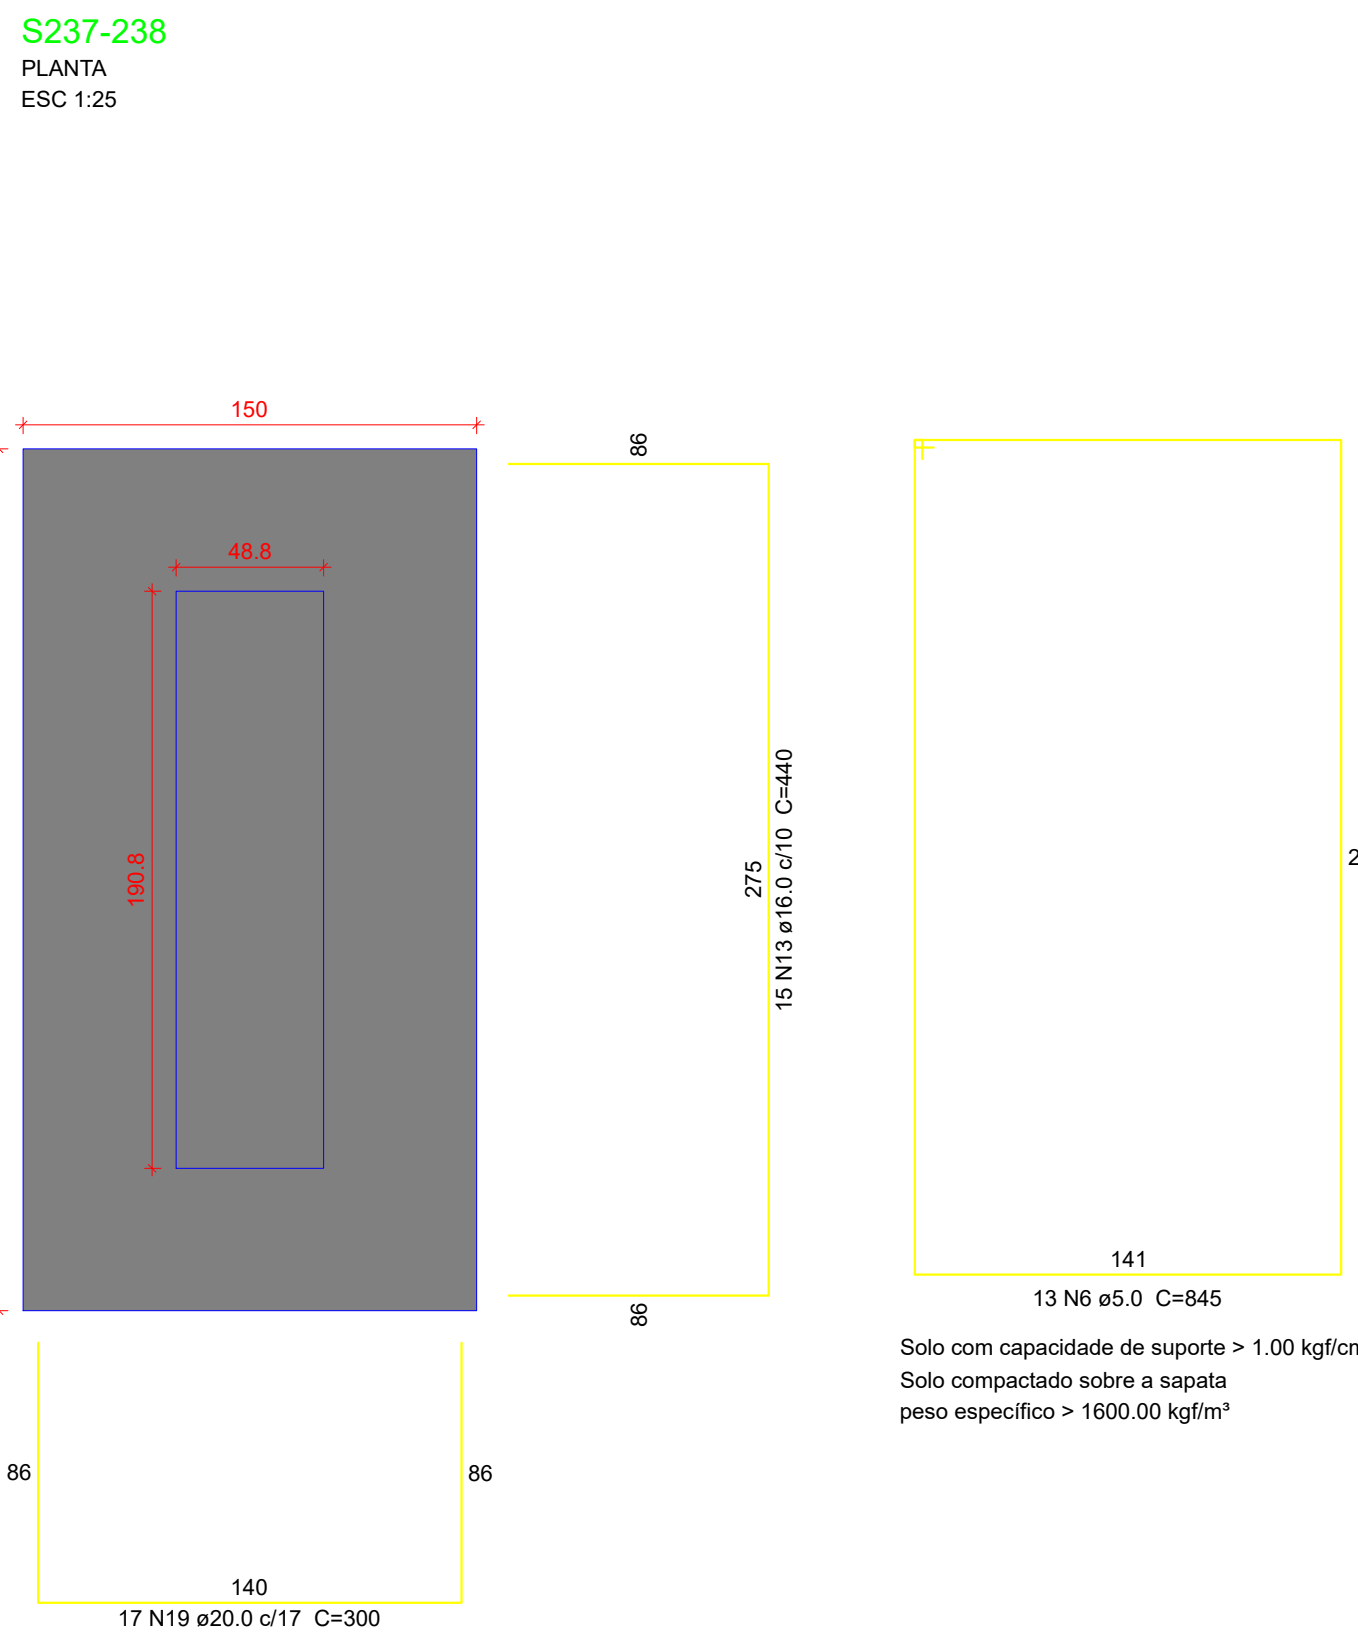 S237-238
PLANTA
ESC 1:25
150
86
48.8
190.8
275
15 N13 ø16.0 c/10 C=440
2
141
13 N6 ø5.0 C=845
86
Solo com capacidade de suporte > 1.00 kgf/cm
Solo compactado sobre a sapata
peso específico > 1600.00 kgf/m³
86
86
140
17 N19 ø20.0 c/17 C=300